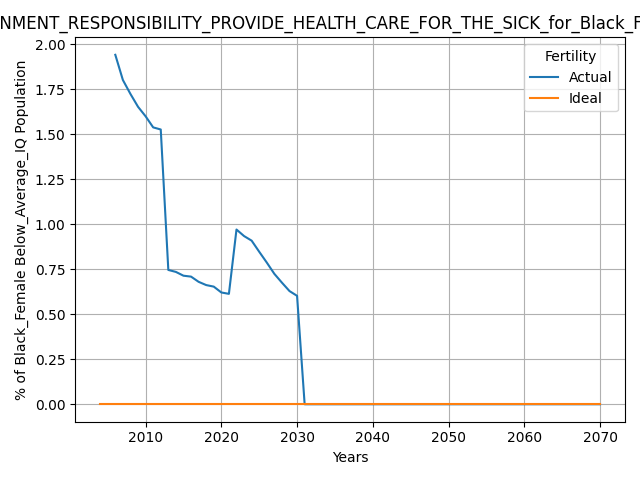 NMENT_RESPONSIBILITY_PROVIDE_HEALTH_CARE_FOR_THE_SICK_for_Black_F
Fertility
Actual
Ideal
% of Black_Female Below_Average_IQ Population
2.00
1.75
1.50
1.25
1.00
0.75
0.50
0.25
0.00
2010 2020 2030 2040 2050 2060 2070
Years